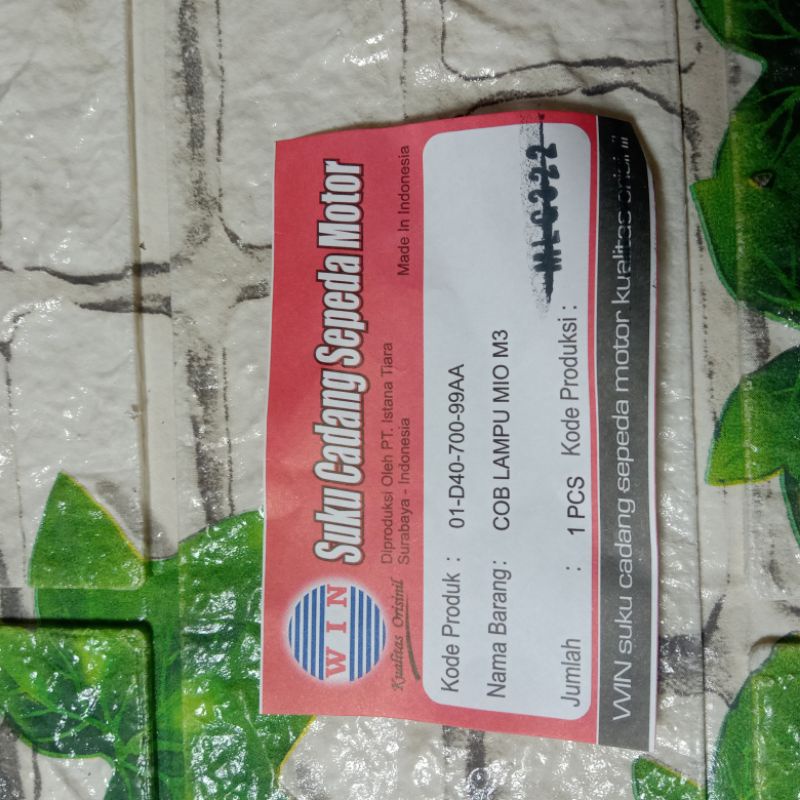 WIN
Kualitas Orisinil
Suku Cadang Sepeda Motor
Diproduksi Oleh PT. Istana Tiara
Surabaya - Indonesia
Made In Indonesia
Kode Produk : 01-D40-700-99AA
Nama Barang: COB LAMPU MIO M3
Jumlah : 1 PCS Kode Produksi :
WIN suku cadang sepeda motor kualitas